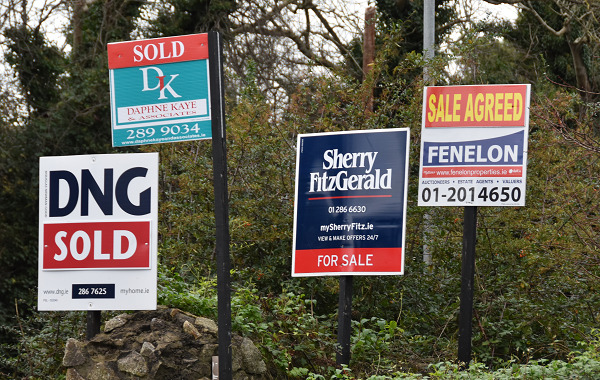 SOLD
DK
DAPHNE KAYE
& ASSOCIATES
289 9034
DNG
SOLD
www.dng.ie
286 7625
myhome.ie
Sherry
FitzGerald
01 286 6630
mySherryFitz.ie
VIEW & MAKE OFFERS 24/7
FOR SALE
SALE AGREED
FENELON
www.fenelonproperties.ie
AUCTIONEERS • ESTATE AGENTS • VALUERS
01-2014650